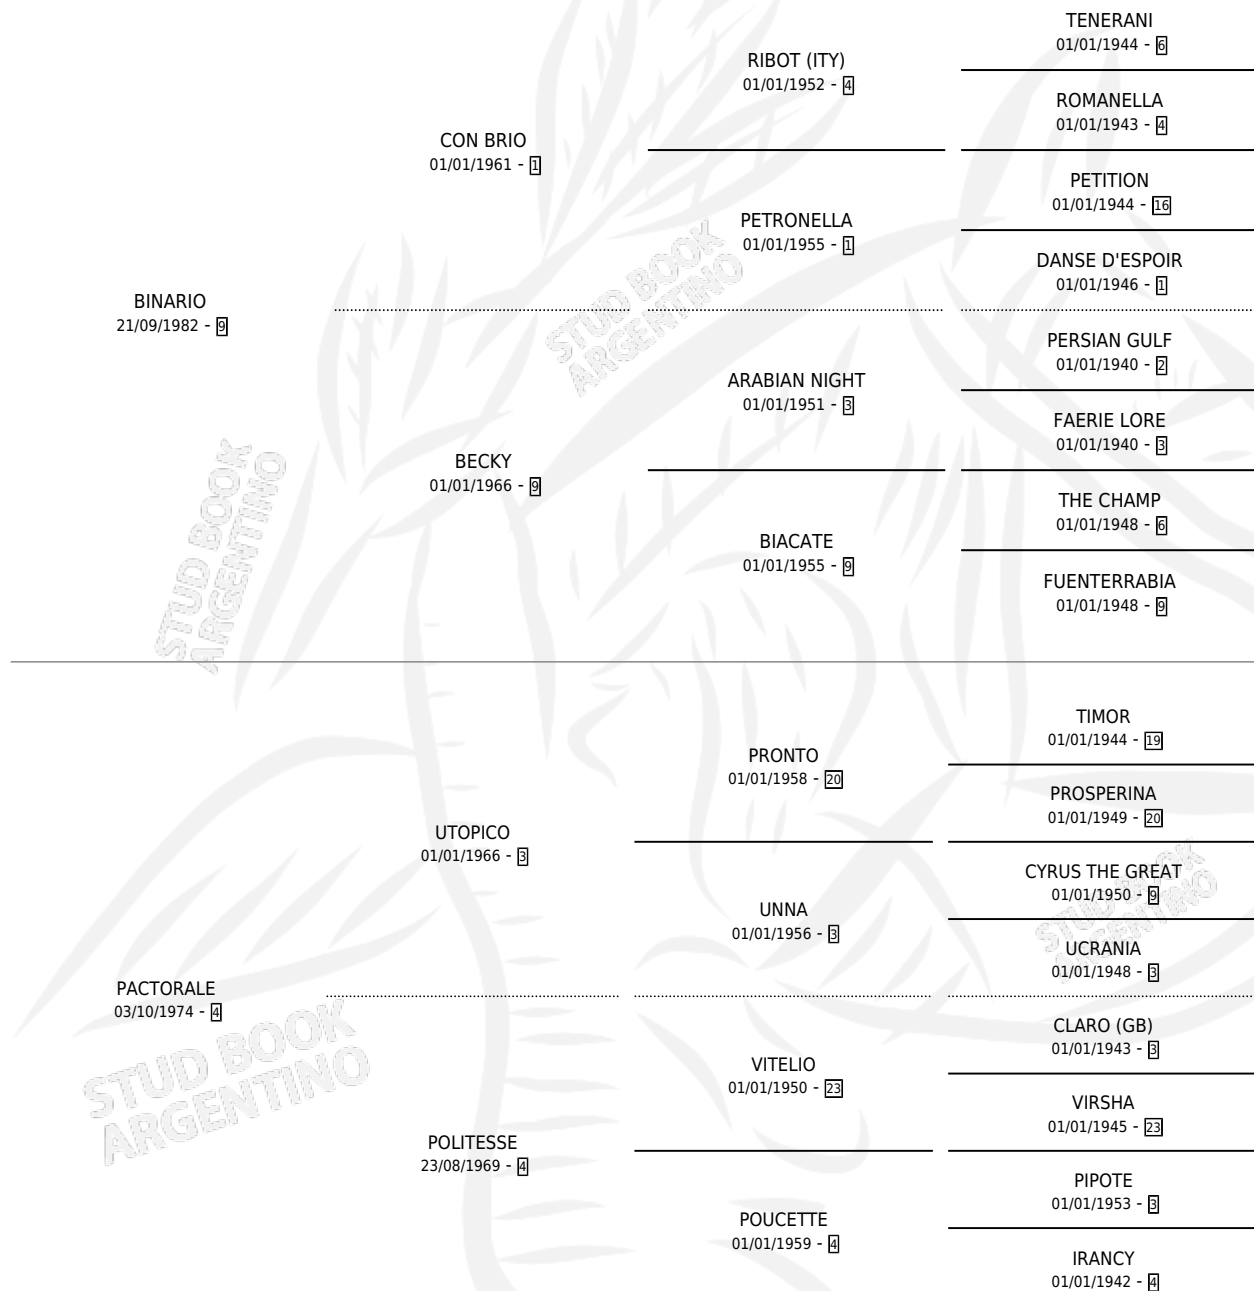 TENERANI
01/01/1944 - 6
RIBOT (ITY)
01/01/1952 - 4
ROMANELLA
01/01/1943 - 4
CON BRIO
01/01/1961 - 1
PETITION
01/01/1944 - 16
PETRONELLA
01/01/1955 - 1
DANSE D'ESPOIR
01/01/1946 - 1
BINARIO
21/09/1982 - 9
PERSIAN GULF
01/01/1940 - 2
ARABIAN NIGHT
01/01/1951 - 3
FAERIE LORE
01/01/1940 - 3
BECKY
01/01/1966 - 9
THE CHAMP
01/01/1948 - 6
BIACATE
01/01/1955 - 9
FUENTERRABIA
01/01/1948 - 9
TIMOR
01/01/1944 - 19
PRONTO
01/01/1958 - 20
PROSPERINA
01/01/1949 - 20
UTOPICO
01/01/1966 - 3
CYRUS THE GREAT
01/01/1950 - 9
UNNA
01/01/1956 - 3
UCRANIA
01/01/1948 - 3
PACTORALE
03/10/1974 - 4
CLARO (GB)
01/01/1943 - 3
VITELIO
01/01/1950 - 23
VIRSHA
01/01/1945 - 23
POLITESSE
23/08/1969 - 4
PIPOTE
01/01/1953 - 3
POUCETTE
01/01/1959 - 4
IRANCY
01/01/1942 - 4
STUD BOOK
ARGENTINO
STUD BOOK
ARGENTINO
STUD BOOK
ARGENTINO
STUD BOOK
ARGENTINO